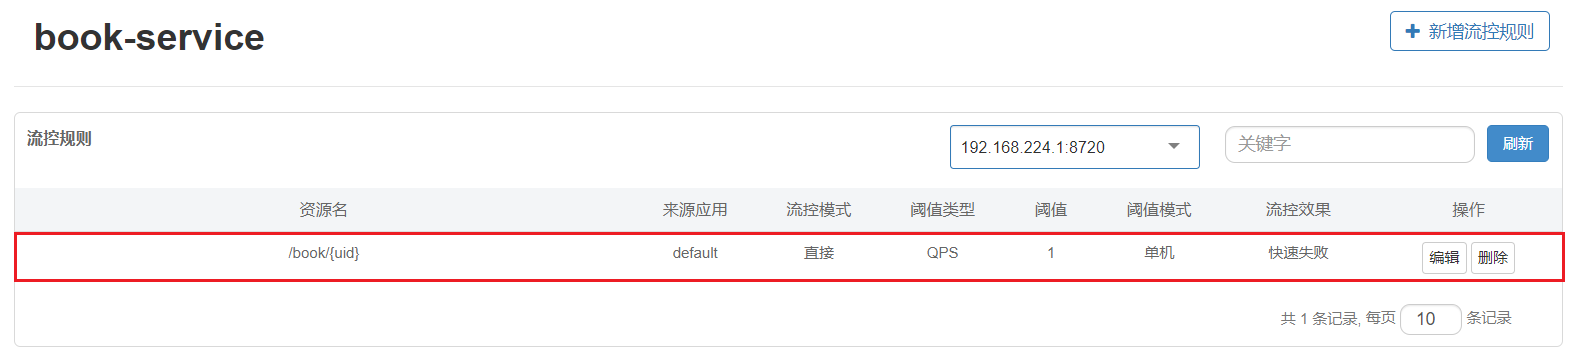 book-service
新增流控规则
流控规则
192.168.224.1:8720
关键字
刷新
资源名 来源应用 流控模式 阈值类型 阈值 阈值模式 流控效果 操作
/book/{uid} default 直接 QPS 1 单机 快速失败 编辑 删除
共 1 条记录, 每页 10 条记录